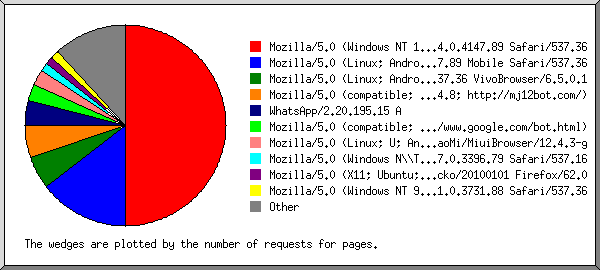 Mozilla/5.0 (Windows NT 1...4.0.4147.89 Safari/537.36
Mozilla/5.0 (Linux; Andro...7.89 Mobile Safari/537.36
Mozilla/5.0 (Linux; Andro...37.36 VivoBrowser/6.5.0.1
Mozilla/5.0 (compatible; ...4.8; http://mj12bot.com/)
WhatsApp/2.20.195.15 A
Mozilla/5.0 (compatible; .../www.google.com/bot.html)
Mozilla/5.0 (Linux; U; An...aoMi/MiuiBrowser/12.4.3-g
Mozilla/5.0 (Windows N\\T...7.0.3396.79 Safari/537.16
Mozilla/5.0 (X11; Ubuntu;...cko/20100101 Firefox/62.0
Mozilla/5.0 (Windows NT 9...1.0.3731.88 Safari/537.36
Other
The wedges are plotted by the number of requests for pages.